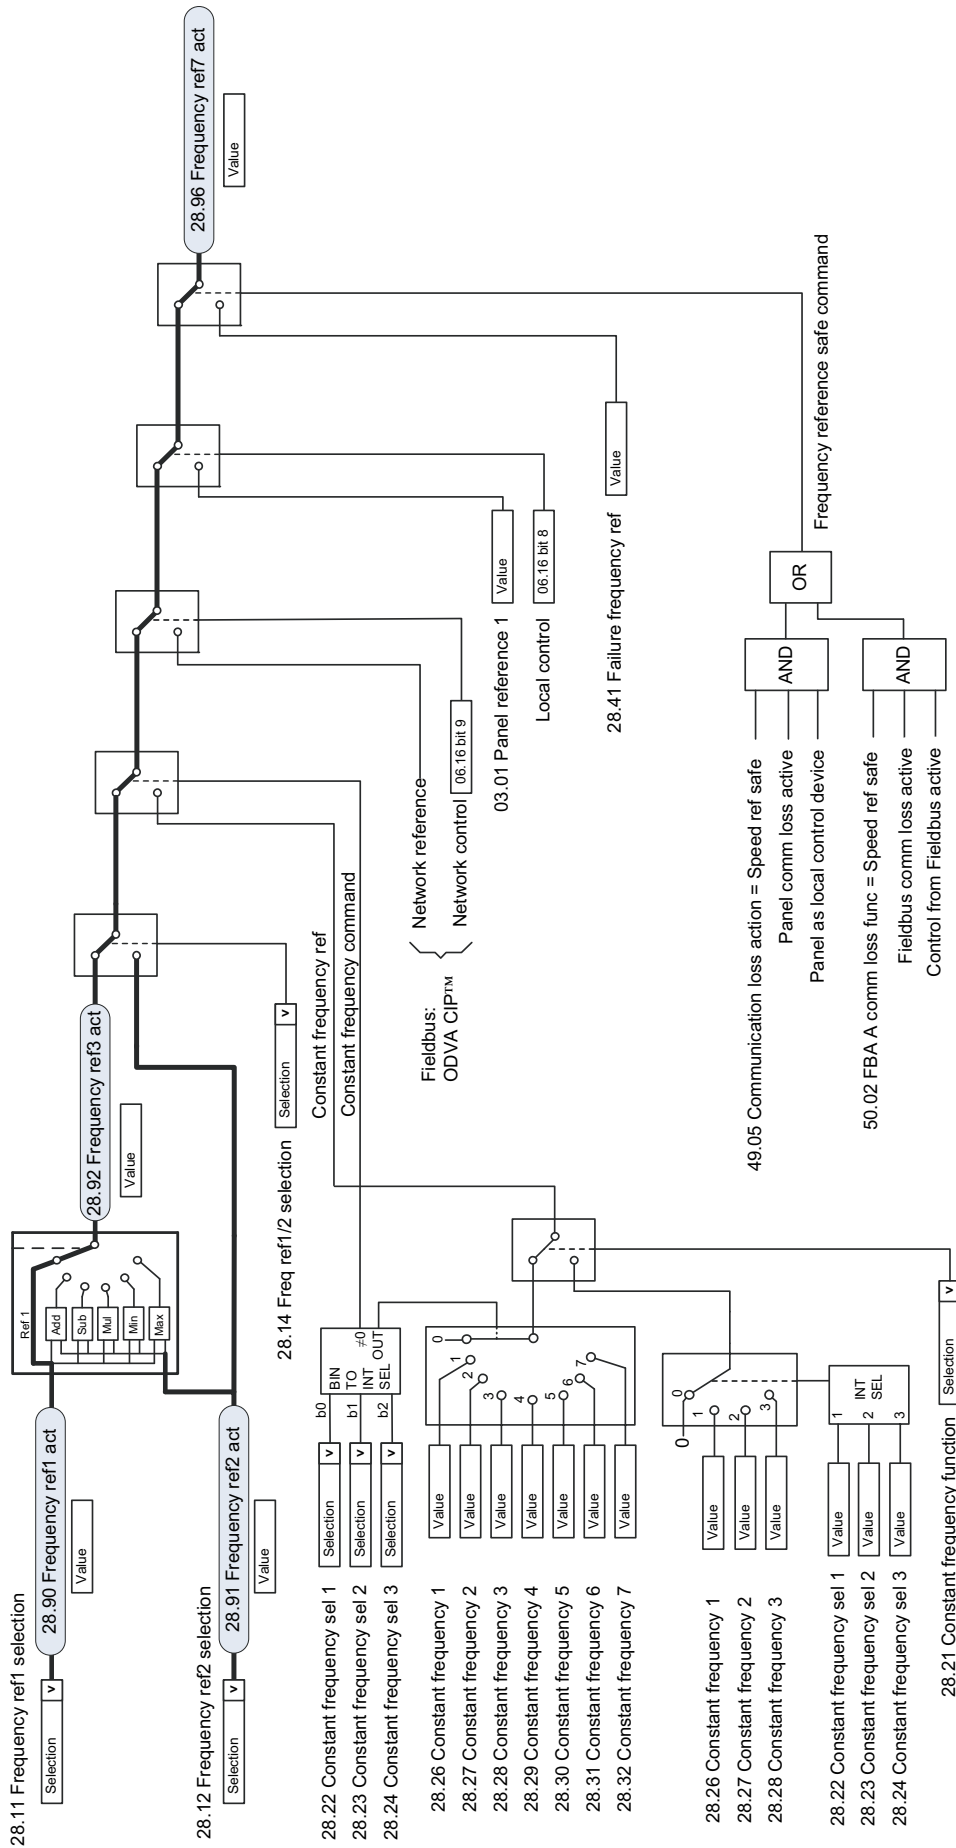 28.11 Frequency ref1 selection
Selection
v
28.90 Frequency ref1 act
Value
Ref 1
Add
Sub
Mul
Min
Max
28.92 Frequency ref3 act
Value
28.96 Frequency ref7 act
Value
28.12 Frequency ref2 selection
Selection
v
28.91 Frequency ref2 act
Value
28.14 Freq ref1/2 selection
Selection
v
28.22 Constant frequency sel 1
Selection
v
b0
28.23 Constant frequency sel 2
Selection
v
b1
28.24 Constant frequency sel 3
Selection
v
b2
BIN
TO
INT
SEL
≠0
OUT
Constant frequency ref
Constant frequency command
28.26 Constant frequency 1
Value
28.27 Constant frequency 2
Value
28.28 Constant frequency 3
Value
28.29 Constant frequency 4
Value
28.30 Constant frequency 5
Value
28.31 Constant frequency 6
Value
28.32 Constant frequency 7
Value
0
1
2
3
4
5
6
7
Fieldbus:
ODVA CIP™
Network reference
Network control
06.16 bit 9
03.01 Panel reference 1
Value
Local control
06.16 bit 8
28.41 Failure frequency ref
Value
28.26 Constant frequency 1
Value
28.27 Constant frequency 2
Value
28.28 Constant frequency 3
Value
0
0
1
2
3
28.22 Constant frequency sel 1
Value
28.23 Constant frequency sel 2
Value
28.24 Constant frequency sel 3
Value
1
2
3
INT
SEL
28.21 Constant frequency function
Selection
v
49.05 Communication loss action = Speed ref safe
Panel comm loss active
Panel as local control device
AND
50.02 FBA A comm loss func = Speed ref safe
Fieldbus comm loss active
Control from Fieldbus active
AND
OR
Frequency reference safe command